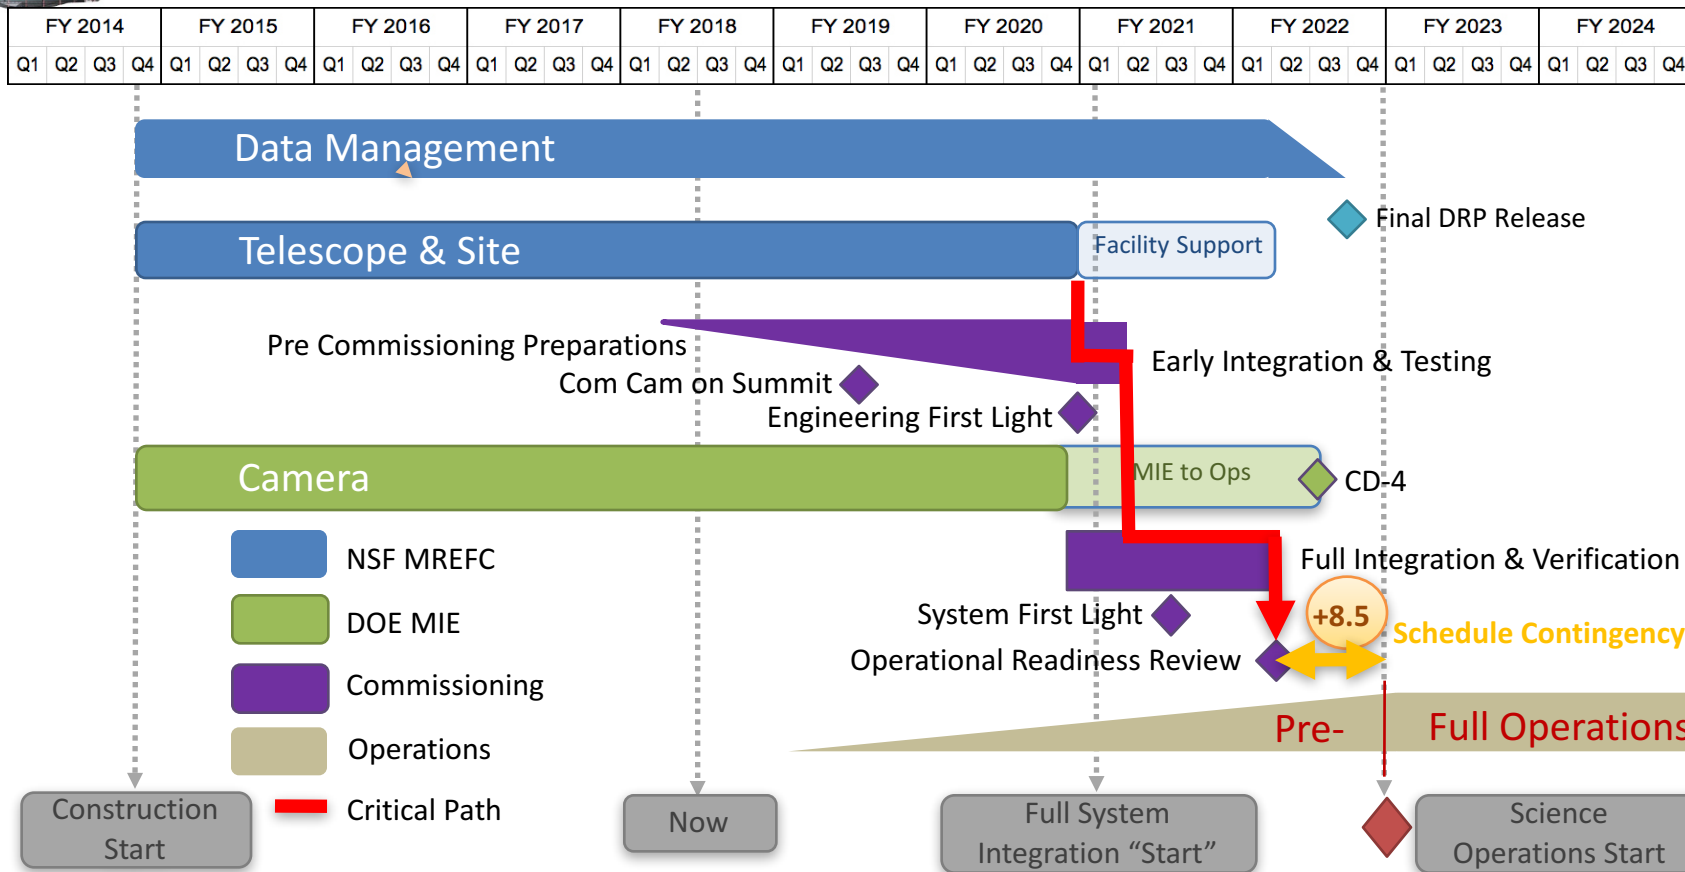 FY 2014 FY 2015 FY 2016 FY 2017 FY 2018 FY 2019 FY 2020 FY 2021 FY 2022 FY 2023 FY 2024
Q1 Q2 Q3 Q4 Q1 Q2 Q3 Q4 Q1 Q2 Q3 Q4 Q1 Q2 Q3 Q4 Q1 Q2 Q3 Q4 Q1 Q2 Q3 Q4 Q1 Q2 Q3 Q4 Q1 Q2 Q3 Q4 Q1 Q2 Q3 Q4 Q1 Q2 Q3 Q4 Q1 Q2 Q3 Q4
Data Management
Final DRP Release
Telescope & Site
Facility Support
Pre Commissioning Preparations
Early Integration & Testing
Com Cam on Summit
Engineering First Light
Camera
MIE to Ops
CD-4
NSF MREFC
Full Integration & Verification
DOE MIE
System First Light
+8.5
Schedule Contingency
Operational Readiness Review
Commissioning
Pre-
Full Operations
Operations
Critical Path
Construction
Start
Now
Full System
Integration “Start”
Science
Operations Start